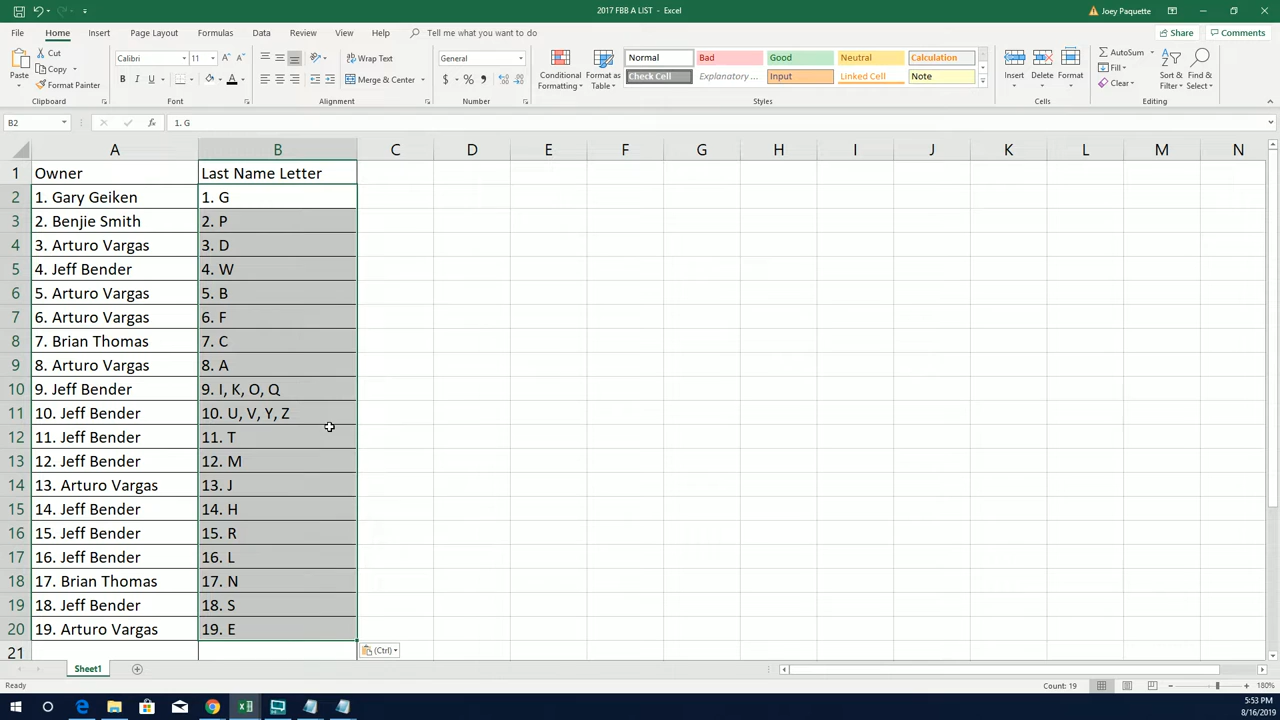 2017 FBB A LIST - Excel
Joey Paquette
File Home Insert Page Layout Formulas Data Review View Help Tell me what you want to do
Share Comments
Paste
Cut
Copy
Format Painter
Clipboard
Calibri 11
B I U A A A
Font
Wrap Text
Merge & Center
Alignment
General
$ % ,
Number
Conditional Formatting
Format as Table
Normal Bad Good Neutral Calculation
Check Cell Explanatory ... Input Linked Cell Note
Styles
Insert Delete Format
Cells
AutoSum
Fill
Clear
Sort & Filter
Find & Select
Editing
B2 fx 1. G
A B C D E F G H I J K L M N
1 Owner Last Name Letter
2 1. Gary Geiken 1. G
3 2. Benjie Smith 2. P
4 3. Arturo Vargas 3. D
5 4. Jeff Bender 4. W
6 5. Arturo Vargas 5. B
7 6. Arturo Vargas 6. F
8 7. Brian Thomas 7. C
9 8. Arturo Vargas 8. A
10 9. Jeff Bender 9. I, K, O, Q
11 10. Jeff Bender 10. U, V, Y, Z
12 11. Jeff Bender 11. T
13 12. Jeff Bender 12. M
14 13. Arturo Vargas 13. J
15 14. Jeff Bender 14. H
16 15. Jeff Bender 15. R
17 16. Jeff Bender 16. L
18 17. Brian Thomas 17. N
19 18. Jeff Bender 18. S
20 19. Arturo Vargas 19. E
21
(Ctrl)
Sheet1
Ready Count: 19 180%
5:53 PM
8/16/2019